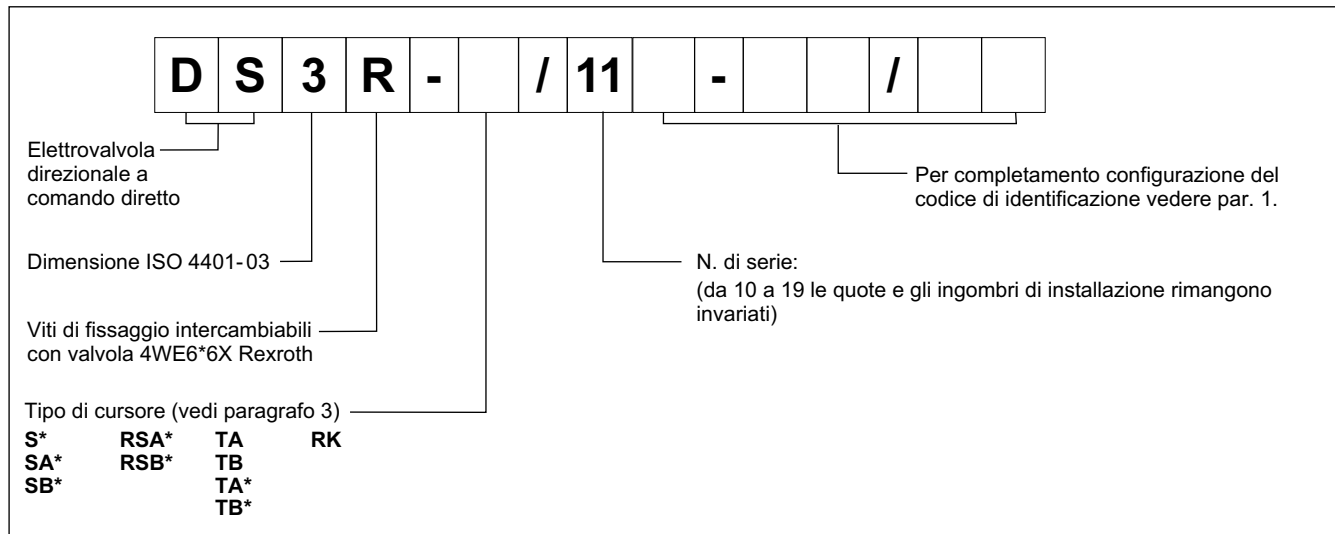 D S 3 R - / 11 - /
Elettrovalvola
direzionale a
comando diretto
Per completamento configurazione del
codice di identificazione vedere par. 1.
Dimensione ISO 4401-03
N. di serie:
(da 10 a 19 le quote e gli ingombri di installazione rimangono
invariati)
Viti di fissaggio intercambiabili
con valvola 4WE6*6X Rexroth
Tipo di cursore (vedi paragrafo 3)
S* RSA* TA RK
SA* RSB* TB
SB* TA*
TB*